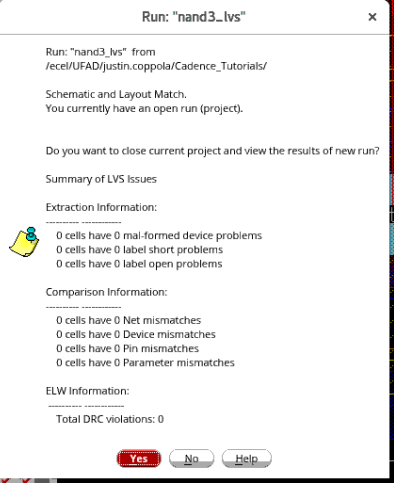 Run: "nand3_lvs"
Run: "nand3_lvs" from
/ecel/UFAD/justin.coppola/Cadence_Tutorials/
Schematic and Layout Match.
You currently have an open run (project).
Do you want to close current project and view the results of new run?
Summary of LVS Issues
Extraction Information:
---------- ------------
0 cells have 0 mal-formed device problems
0 cells have 0 label short problems
0 cells have 0 label open problems
Comparison Information:
---------- ------------
0 cells have 0 Net mismatches
0 cells have 0 Device mismatches
0 cells have 0 Pin mismatches
0 cells have 0 Parameter mismatches
ELW Information:
---------- ------------
Total DRC violations: 0
Yes No Help